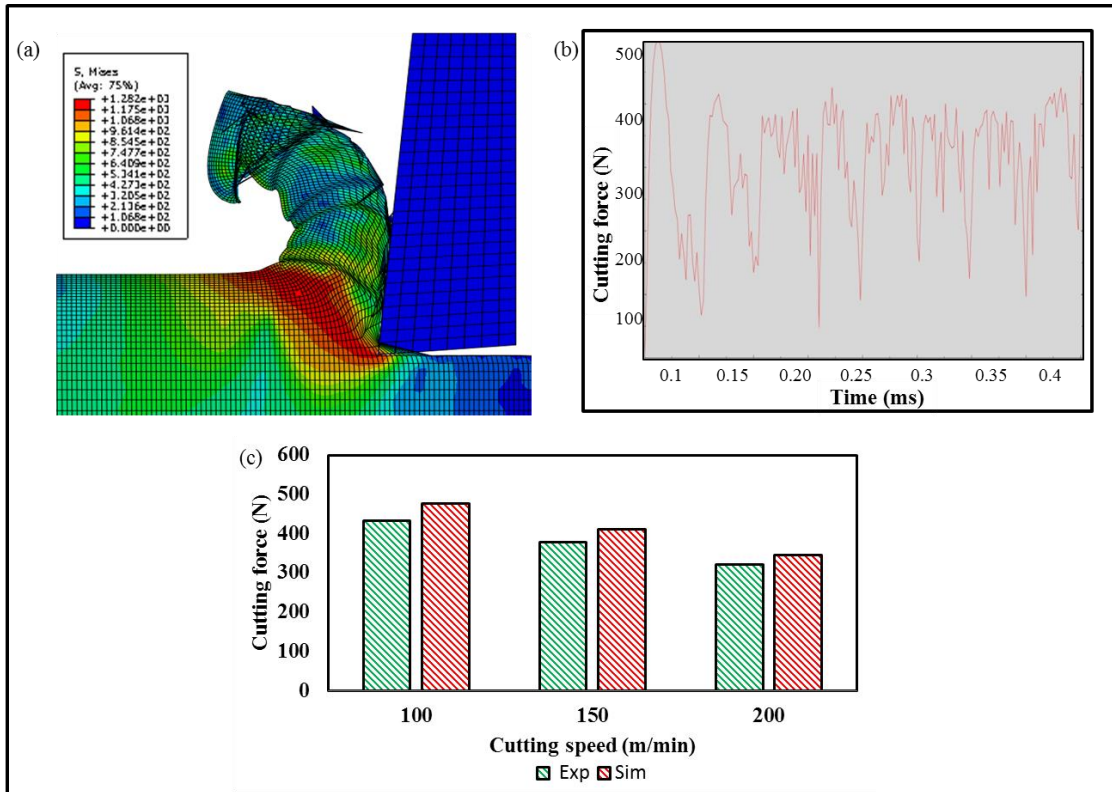 (a)
S, Mises
(Avg: 75%)
+1.282e+03
+1.175e+03
+1.068e+03
+9.614e+02
+8.545e+02
+7.477e+02
+6.409e+02
+5.341e+02
+4.273e+02
+3.205e+02
+2.136e+02
+1.068e+02
+0.000e+00
(b)
500
400
300
200
100
Cutting force (N)
0.1 0.15 0.20 0.25 0.3 0.35 0.4
Time (ms)
(c)
600
500
400
300
200
100
0
Cutting force (N)
100 150 200
Cutting speed (m/min)
Exp Sim